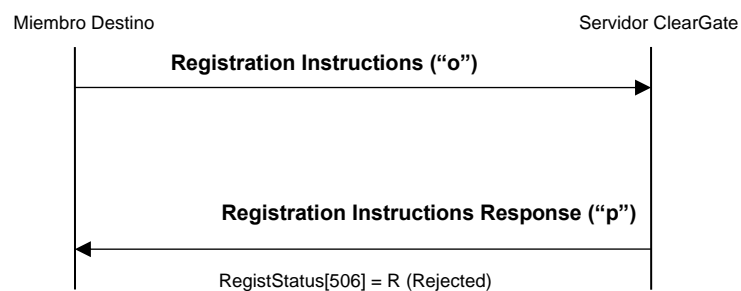 Miembro Destino
Servidor ClearGate
Registration Instructions (“o”)
Registration Instructions Response (“p”)
RegistStatus[506] = R (Rejected)